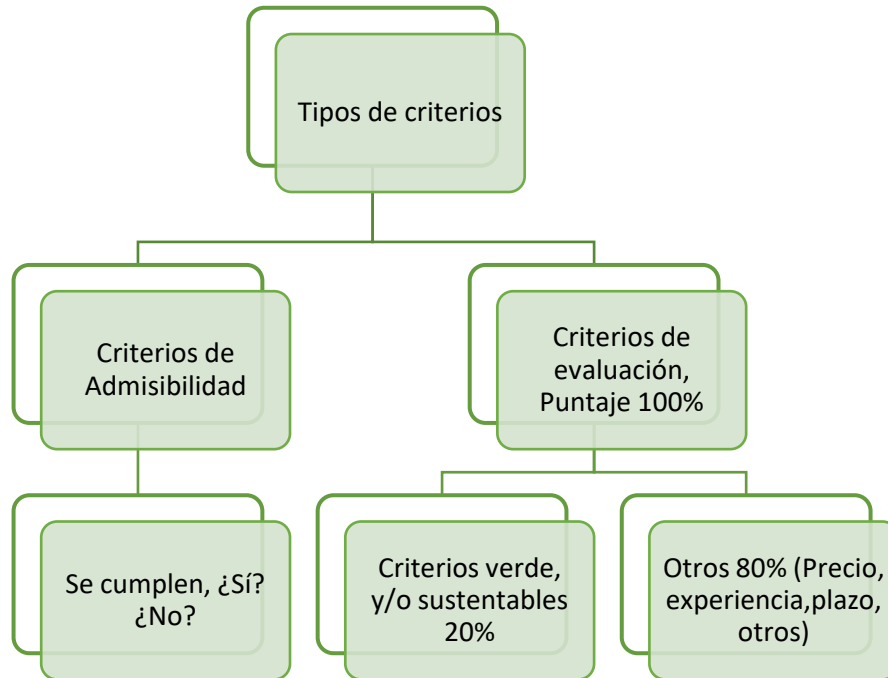 Tipos de criterios
Criterios de
Admisibilidad
Criterios de
evaluación,
Puntaje 100%
Se cumplen, ¿Sí?
¿No?
Criterios verde,
y/o sustentables
20%
Otros 80% (Precio,
experiencia,plazo,
otros)